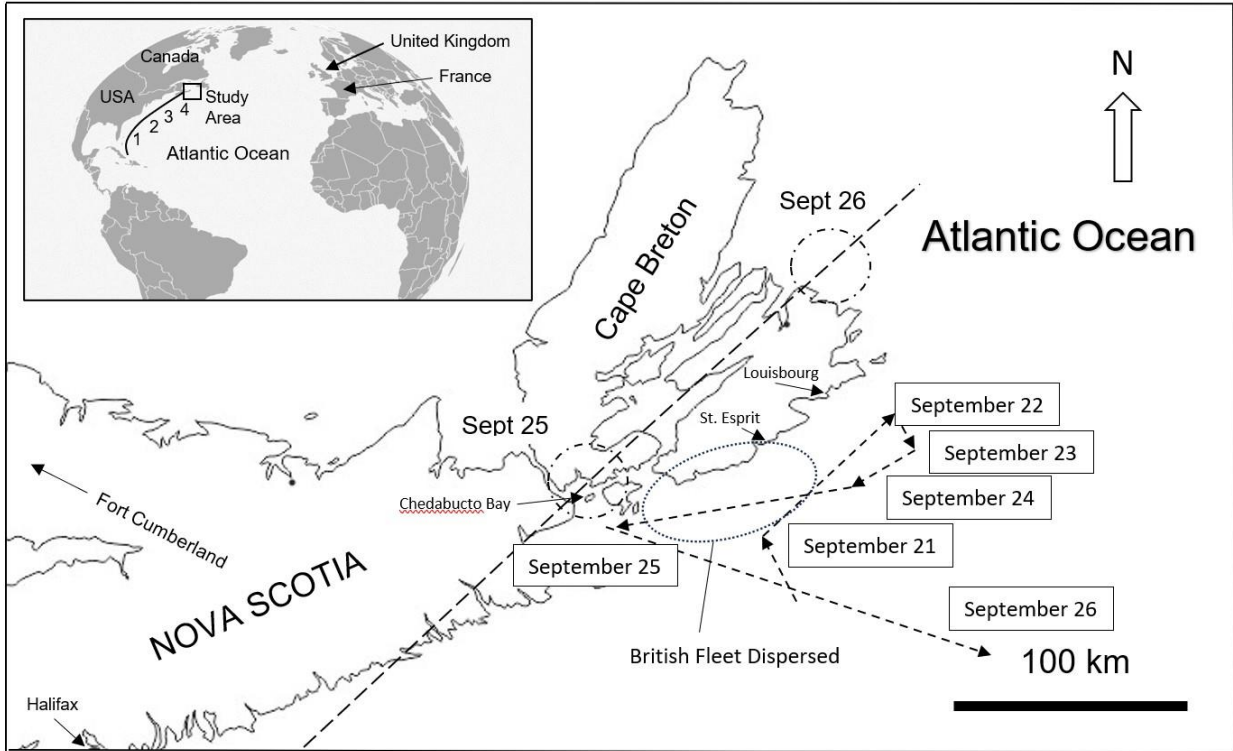 United Kingdom
Canada
France
USA
Study
Area
4
3
2
1
Atlantic Ocean
N
Sept 26
Atlantic Ocean
Cape Breton
Louisbourg
September 22
St. Esprit
Sept 25
September 23
Chedabucto Bay
September 24
Fort Cumberland
September 21
September 25
NOVA SCOTIA
September 26
British Fleet Dispersed
100 km
Halifax